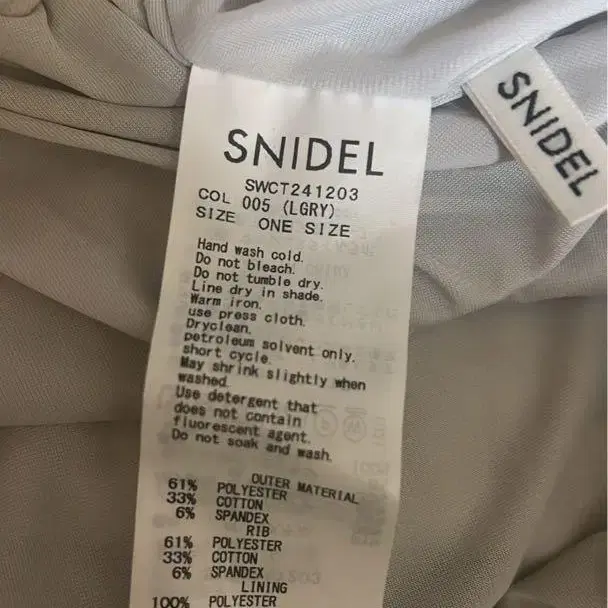 SNIDEL
SNIDEL
SWCT241203
COL 005 (LGRY)
SIZE ONE SIZE
Hand wash cold.
Do not bleach.
Do not tumble dry.
Line dry in shade.
Warm iron.
use press cloth.
Dryclean.
petroleum solvent only.
short cycle.
May shrink slightly when
washed.
Use detergent that
does not contain
fluorescent agent.
Do not soak and wash.
OUTER MATERIAL
61% POLYESTER
33% COTTON
6% SPANDEX
RIB
61% POLYESTER
33% COTTON
6% SPANDEX
LINING
100% POLYESTER